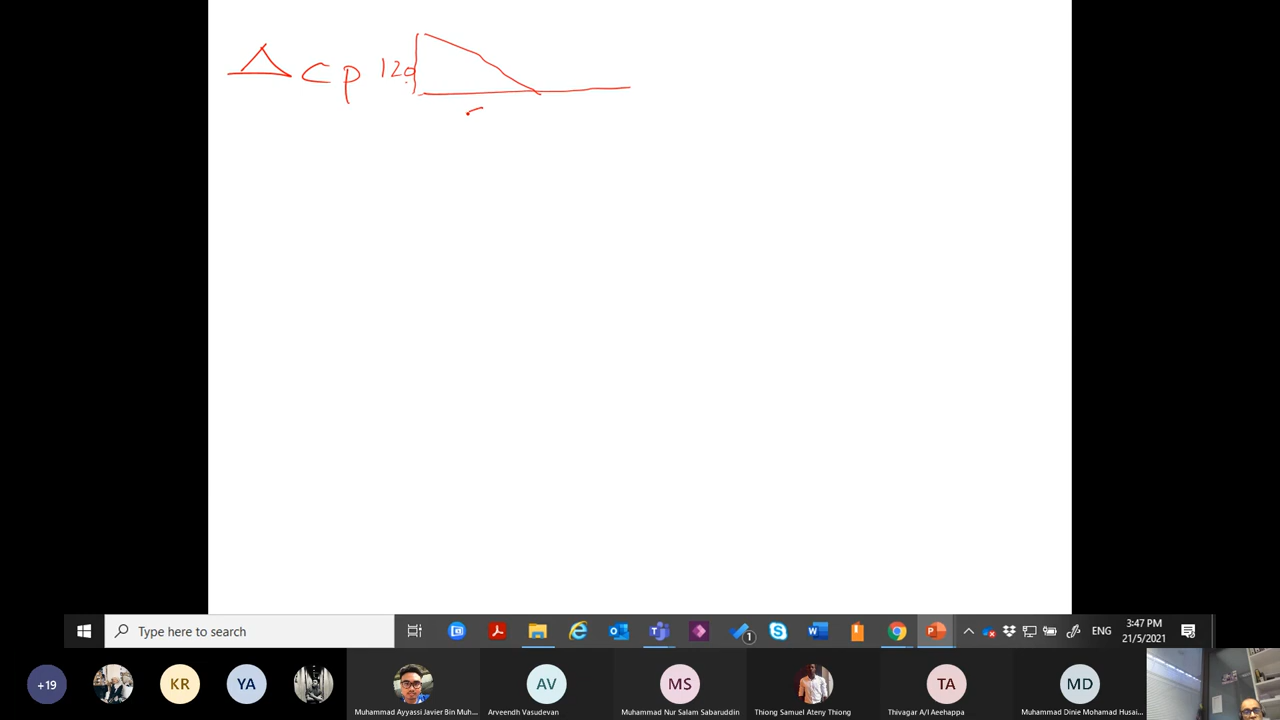 Δ cp 120
Type here to search
1
ENG
3:47 PM
21/5/2021
+19
KR
YA
AV
MS
TA
MD
Muhammad Ayyassi Javier Bin Muh...
Arveendh Vasudevan
Muhammad Nur Salam Sabaruddin
Thiong Samuel Ateny Thiong
Thivagar A/l Aeehappa
Muhammad Dinie Mohamad Husai...